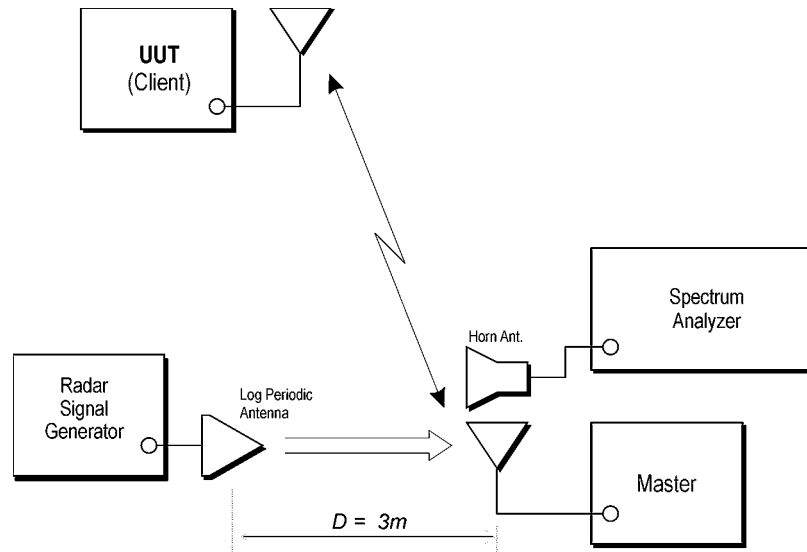 UUT
(Client)
Spectrum
Analyzer
Horn Ant.
Radar
Signal
Generator
Log Periodic
Antenna
Master
D = 3m